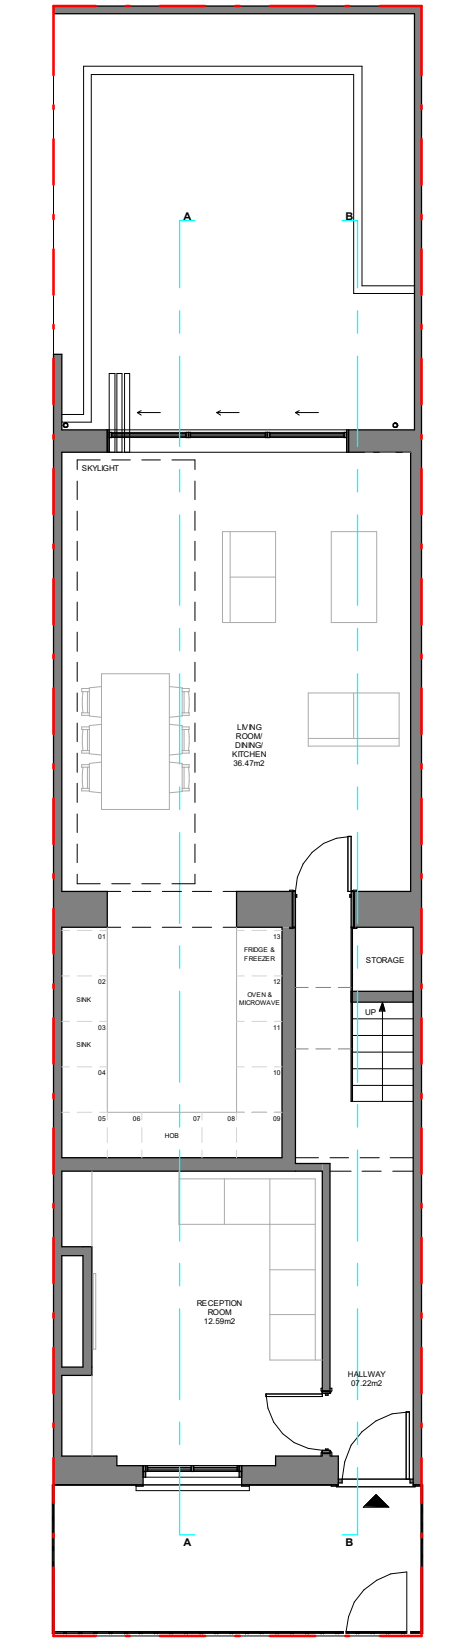 A
B
SKYLIGHT
LIVING
ROOM/
DINING/
KITCHEN
36.47m2
01
13
FRIDGE &
FREEZER
STORAGE
02
12
SINK
OVEN &
MICROWAVE
UP
03
11
SINK
04
10
05
06
07
08
09
HOB
RECEPTION
ROOM
12.59m2
HALLWAY
07.22m2
A
B